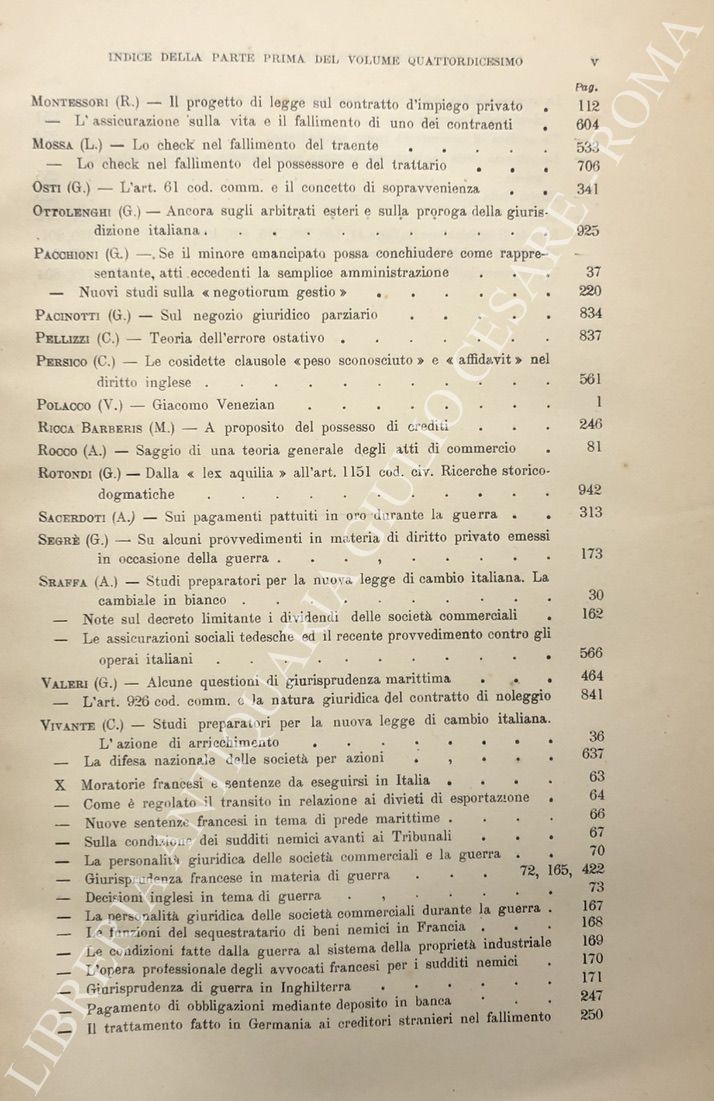 INDICE DELLA PARTE PRIMA DEL VOLUME QUATTORDICESIMO V
Pag.
MONTESSORI (R.) — Il progetto di legge sul contratto d'impiego privato . 112
— L'assicurazione sulla vita e il fallimento di uno dei contraenti . 604
MOSSA (L.) — Lo check nel fallimento del traente . . . . . 533
— Lo check nel fallimento del possessore e del trattario . . . 706
OSTI (G.) — L'art. 61 cod. comm. e il concetto di sopravvenienza . . 341
OTTOLENGHI (G.) — Ancora sugli arbitrati esteri e sulla proroga della giuris-
dizione italiana . . . . . . . . . . . 925
PACCHIONI (G.) — Se il minore emancipato possa conchiudere come rappre-
sentante, atti eccedenti la semplice amministrazione . . . 37
— Nuovi studi sulla « negotiorum gestio » . . . . . . 220
PACINOTTI (G.) — Sul negozio giuridico parziario . . . . . 834
PELLIZZI (C.) — Teoria dell'errore ostativo . . . . . . . 837
PERSICO (C.) — Le cosidette clausole «peso sconosciuto» e « affidavit » nel
diritto inglese . . . . . . . . . . . 561
POLACCO (V.) — Giacomo Venezian . . . . . . . . 1
RICCA BARBERIS (M.) — A proposito del possesso di crediti . . . 246
ROCCO (A.) — Saggio di una teoria generale degli atti di commercio . 81
ROTONDI (G.) — Dalla « lex aquilia » all'art. 1151 cod. civ. Ricerche storico-
dogmatiche . . . . . . . . . . . 942
SACERDOTI (A.) — Sui pagamenti pattuiti in oro durante la guerra . . 313
SEGRÈ (G.) — Su alcuni provvedimenti in materia di diritto privato emessi
in occasione della guerra . . . , . . . . . 173
SRAFFA (A.) — Studi preparatori per la nuova legge di cambio italiana. La
cambiale in bianco . . . . . . . . . . 30
— Note sul decreto limitante i dividendi delle società commerciali . 162
— Le assicurazioni sociali tedesche ed il recente provvedimento contro gli
operai italiani . . . . . . . . . . . 566
VALERI (G.) — Alcune questioni di giurisprudenza marittima . . . 464
— L'art. 926 cod. comm. e la natura giuridica del contratto di noleggio 841
VIVANTE (C.) — Studi preparatori per la nuova legge di cambio italiana.
L'azione di arricchimento . . . . . . . . 36
— La difesa nazionale delle società per azioni . , . . . 637
X Moratorie francesi e sentenze da eseguirsi in Italia . . . . 63
— Come è regolato il transito in relazione ai divieti di esportazione . 64
— Nuove sentenze francesi in tema di prede marittime . . . . 66
— Sulla condizione dei sudditi nemici avanti ai Tribunali . . . 67
— La personalità giuridica delle società commerciali e la guerra . . 70
— Giurisprudenza francese in materia di guerra . . . 72, 165, 422
— Decisioni inglesi in tema di guerra . , . . . . . 73
— La personalità giuridica delle società commerciali durante la guerra . 167
— Le funzioni del sequestratario di beni nemici in Francia . . . 168
— Le condizioni fatte dalla guerra al sistema della proprietà industriale 169
— L'opera professionale degli avvocati francesi per i sudditi nemici . 170
— Giurisprudenza di guerra in Inghilterra . . . . . . 171
— Pagamento di obbligazioni mediante deposito in banca . . . 247
— Il trattamento fatto in Germania ai creditori stranieri nel fallimento 250
LIBRERIA ANTIQUARIA GIULIO CESARE - ROMA